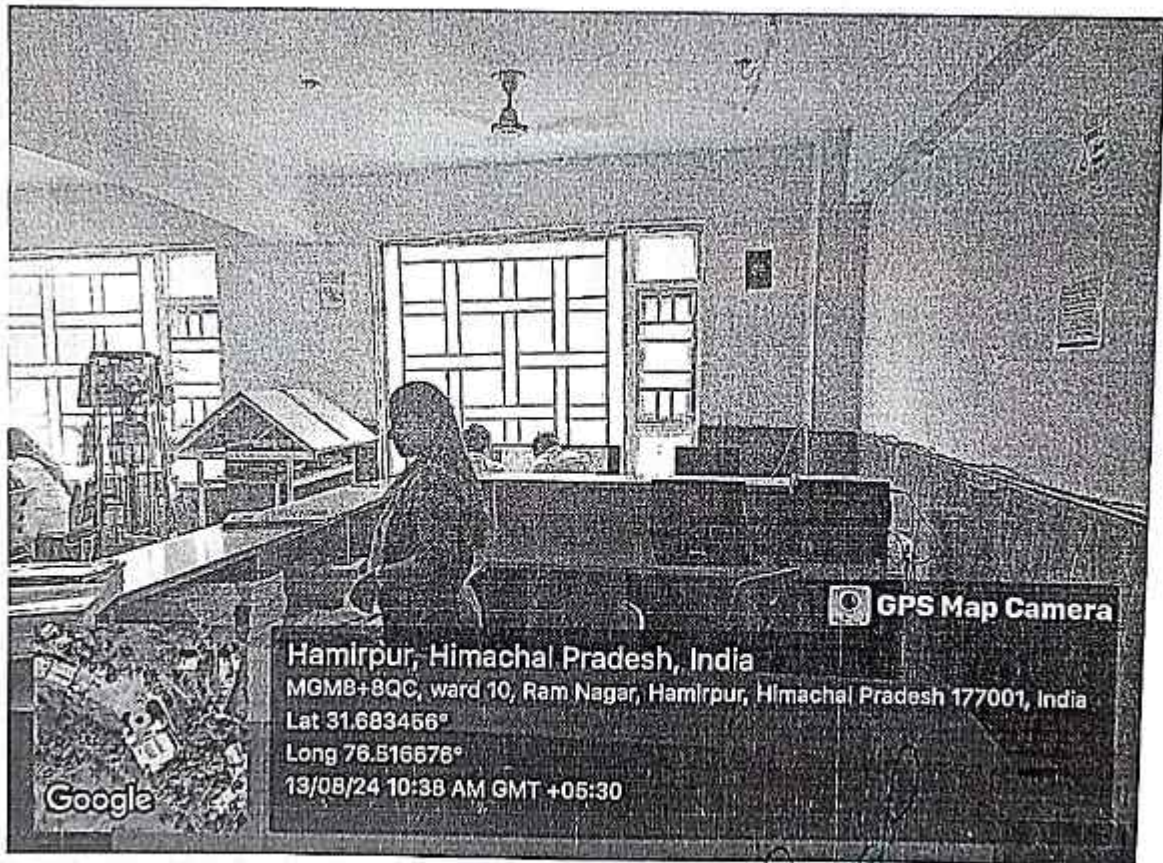 GPS Map Camera
Hamirpur, Himachal Pradesh, India
MGM8+8QC, ward 10, Ram Nagar, Hamirpur, Himachal Pradesh 177001, India
Lat 31.683456°
Long 76.516576°
13/08/24 10:38 AM GMT +05:30
Google